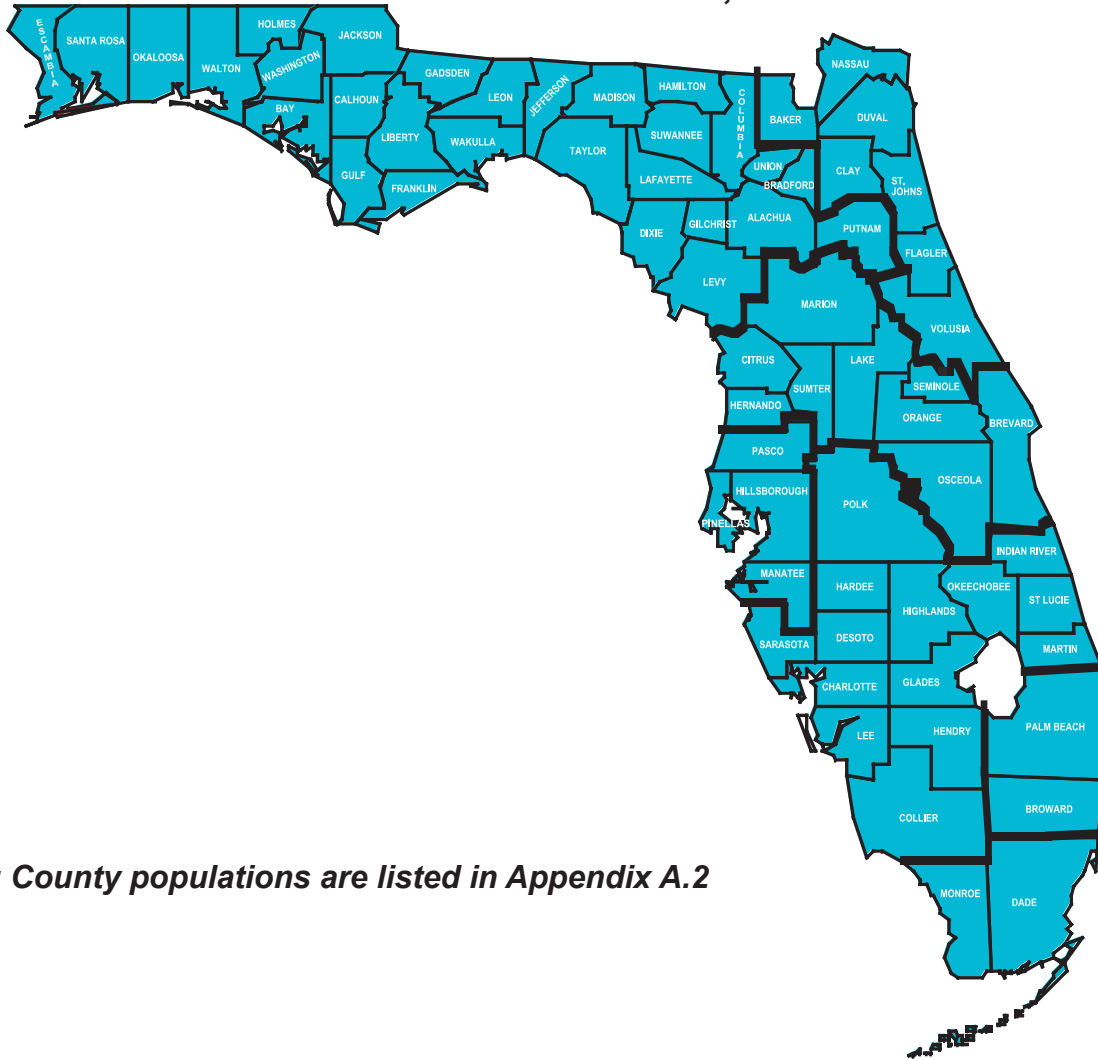 ESCAMBIA
SANTA ROSA
OKALOOSA
WALTON
HOLMES
WASHINGTON
JACKSON
BAY
CALHOUN
GULF
GADSDEN
LIBERTY
FRANKLIN
LEON
WAKULLA
JEFFERSON
MADISON
TAYLOR
HAMILTON
SUWANNEE
LAFAYETTE
COLUMBIA
BAKER
NASSAU
DUVAL
UNION
BRADFORD
CLAY
ST. JOHNS
DIXIE
GILCHRIST
ALACHUA
PUTNAM
FLAGLER
LEVY
MARION
VOLUSIA
CITRUS
SUMTER
LAKE
SEMINOLE
HERNANDO
ORANGE
BREVARD
PASCO
HILLSBOROUGH
PINELLAS
POLK
OSCEOLA
INDIAN RIVER
MANATEE
HARDEE
HIGHLANDS
OKEECHOBEE
ST LUCIE
SARASOTA
DESOTO
MARTIN
CHARLOTTE
GLADES
LEE
HENDRY
PALM BEACH
COLLIER
BROWARD
County populations are listed in Appendix A.2
MONROE
DADE